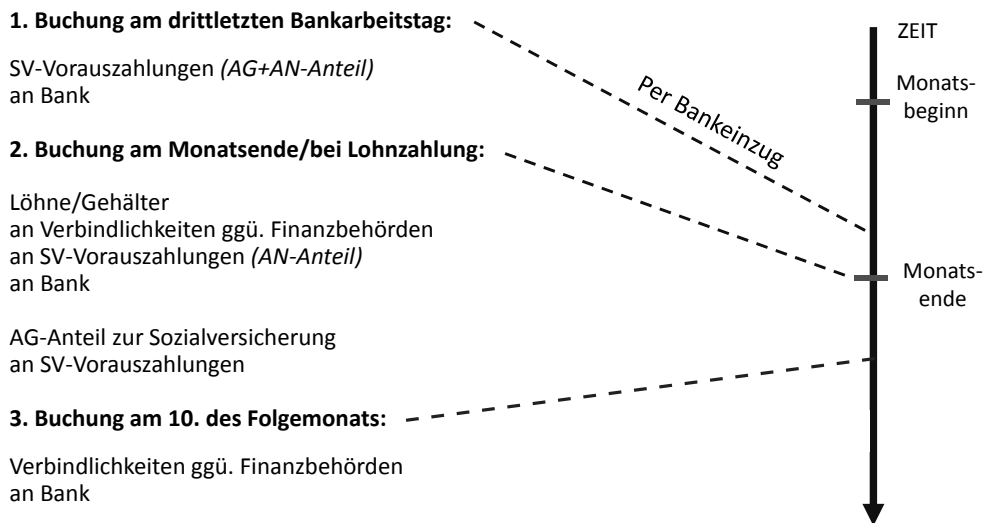 1. Buchung am drittletzten Bankarbeitstag:
SV-Vorauszahlungen (AG+AN-Anteil)
an Bank
2. Buchung am Monatsende/bei Lohnzahlung:
Löhne/Gehälter
an Verbindlichkeiten ggü. Finanzbehörden
an SV-Vorauszahlungen (AN-Anteil)
an Bank
AG-Anteil zur Sozialversicherung
an SV-Vorauszahlungen
3. Buchung am 10. des Folgemonats:
Verbindlichkeiten ggü. Finanzbehörden
an Bank
Per Bankeinzug
ZEIT
Monats-
beginn
Monats-
ende